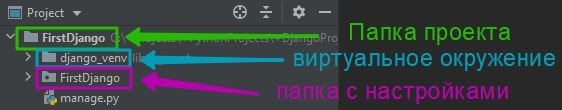 Project
FirstDjango Папка проекта
django_venv виртуальное окружение
FirstDjango папка с настройками
manage.py